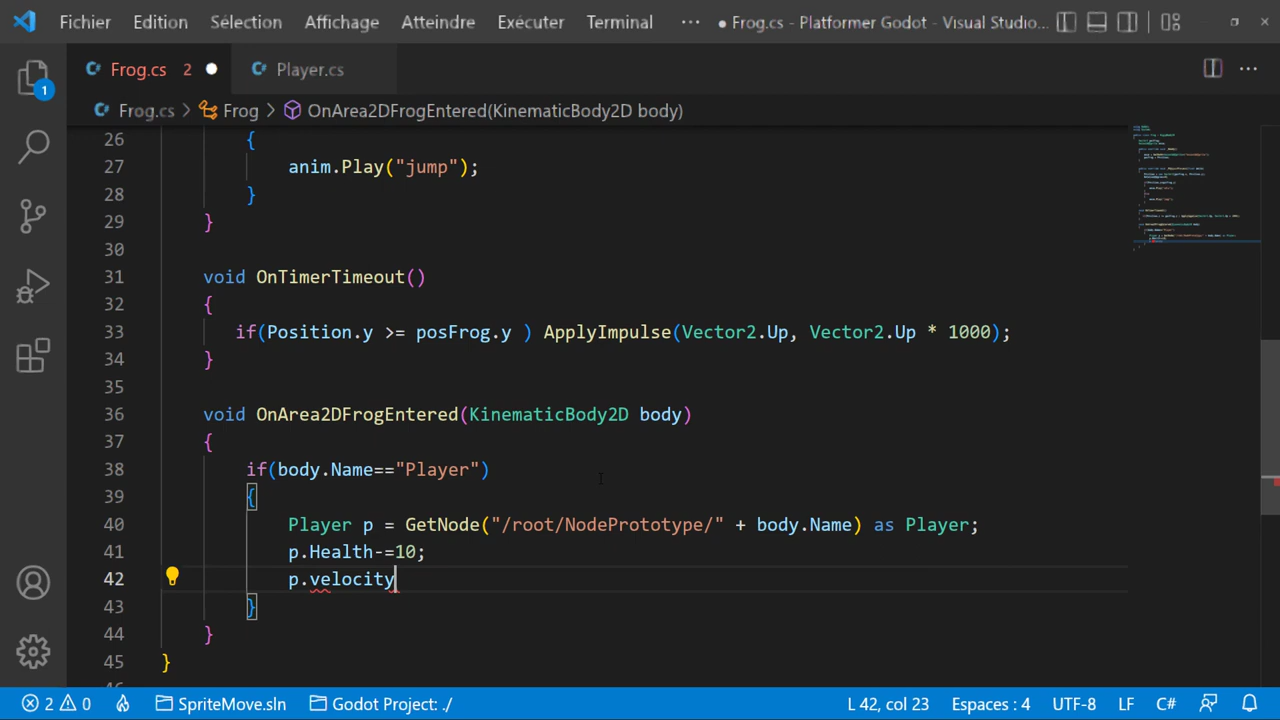 Fichier Edition Sélection Affichage Atteindre Exécuter Terminal ··· ● Frog.cs - Platformer Godot - Visual Studio...
Frog.cs 2 ● Player.cs ···
Frog.cs > Frog > OnArea2DFrogEntered(KinematicBody2D body)
26 {
27 anim.Play("jump");
28 }
29 }
30
31 void OnTimerTimeout()
32 {
33 if(Position.y >= posFrog.y ) ApplyImpulse(Vector2.Up, Vector2.Up * 1000);
34 }
35
36 void OnArea2DFrogEntered(KinematicBody2D body)
37 {
38 if(body.Name=="Player")
39 {
40 Player p = GetNode("/root/NodePrototype/" + body.Name) as Player;
41 p.Health-=10;
42 p.velocity
43 }
44 }
45 }
1
2 0 SpriteMove.sln Godot Project: ./ L 42, col 23 Espaces : 4 UTF-8 LF C#